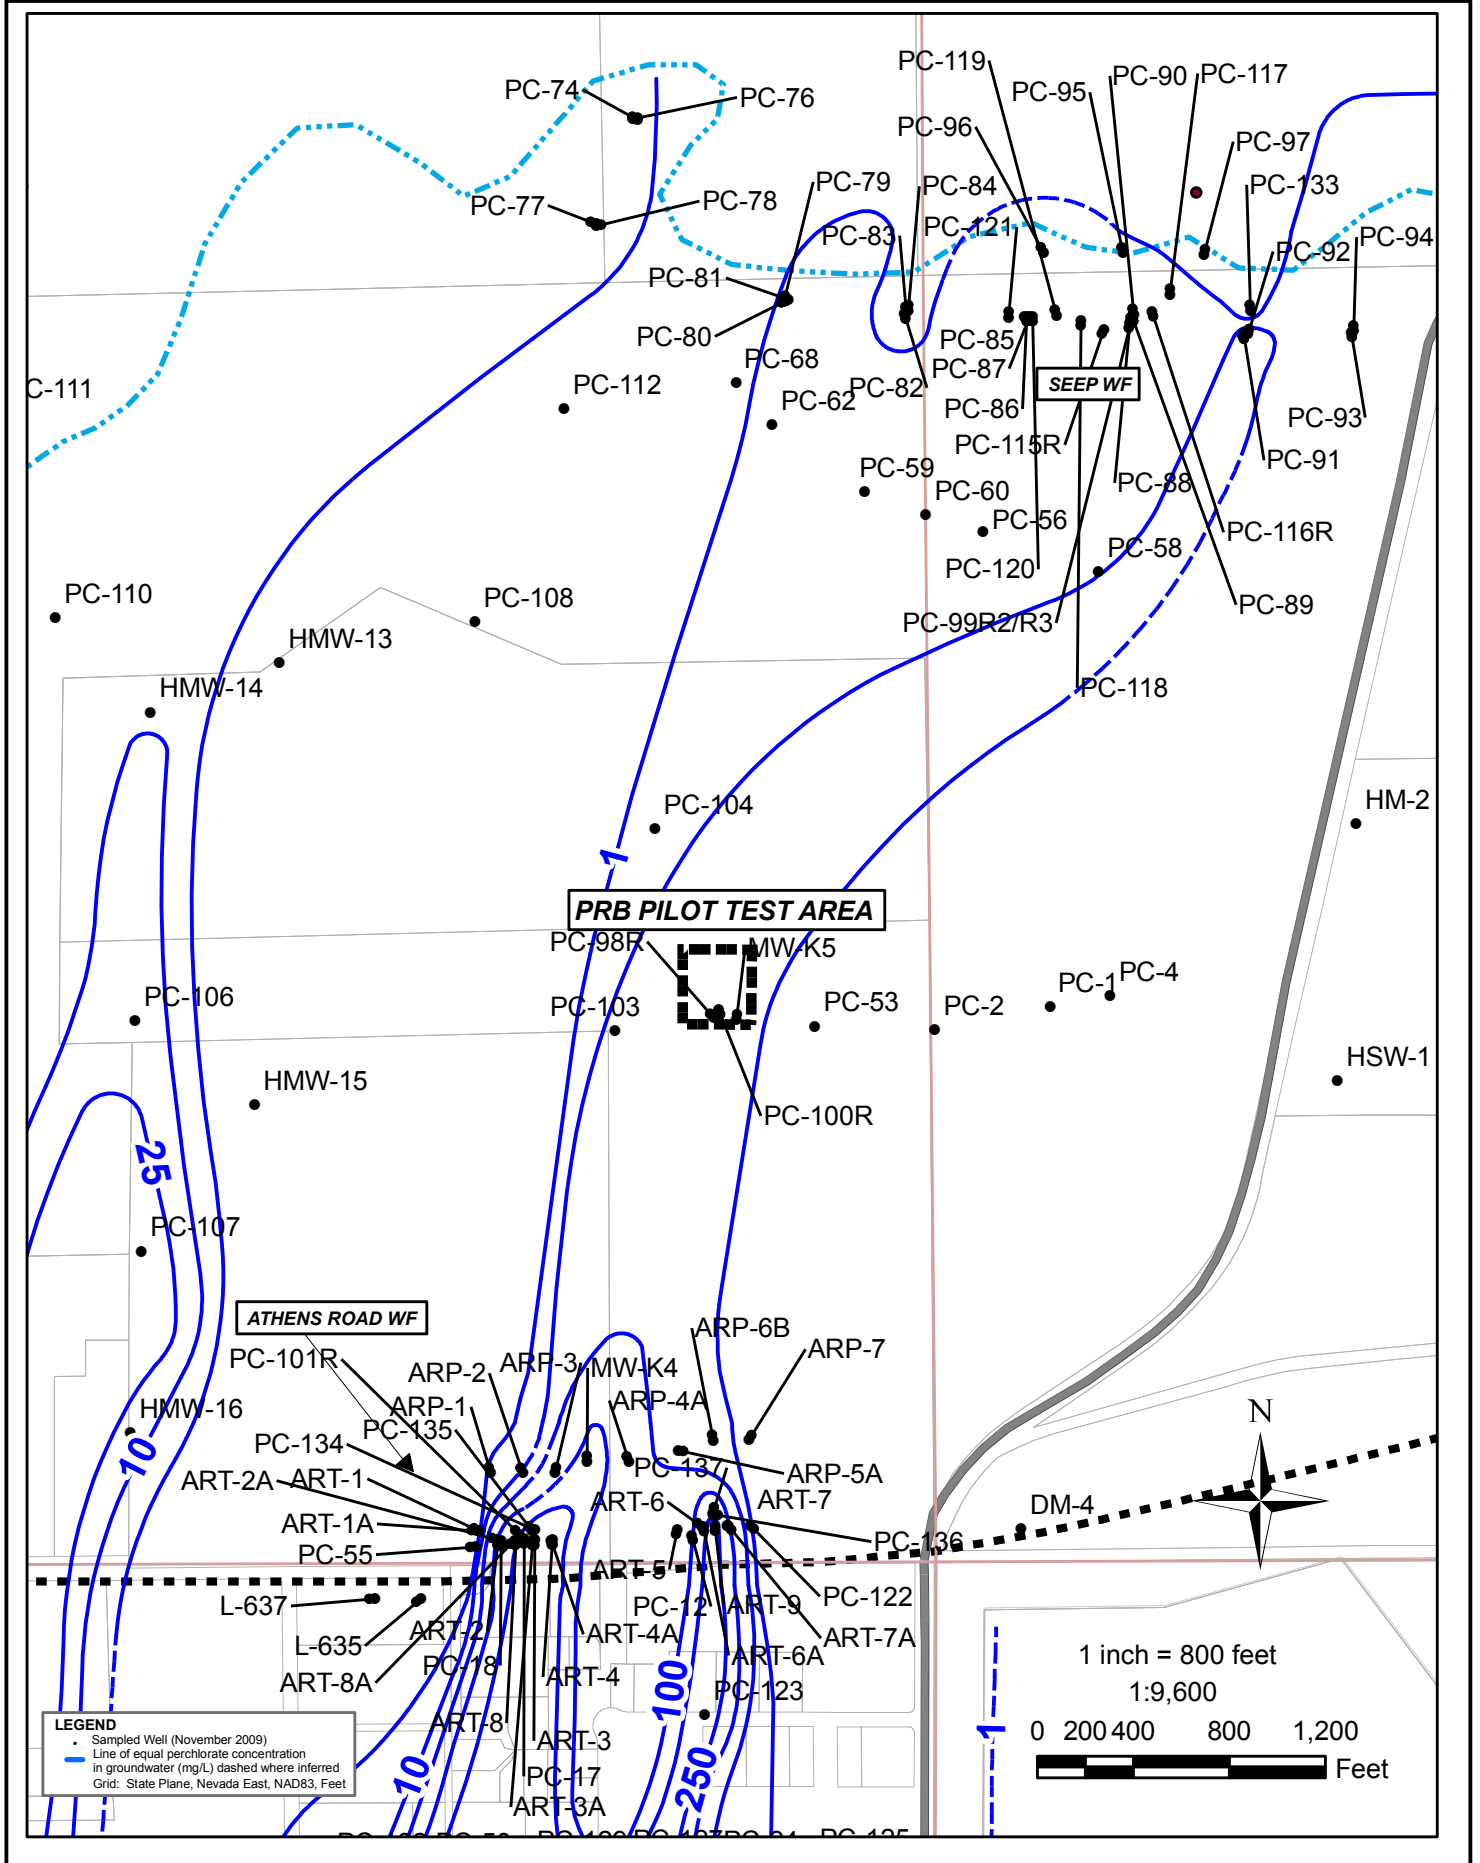 PC-119
PC-90
PC-117
PC-74
PC-76
PC-95
PC-96
PC-97
PC-79
PC-84
PC-133
PC-77
PC-78
PC-121
PC-83
PC-94
PC-92
PC-81
PC-80
PC-85
PC-68
PC-87
SEEP WF
C-111
PC-112
PC-82
PC-62
PC-86
PC-93
PC-115R
PC-91
PC-59
PC-88
PC-60
PC-56
PC-116R
PC-58
PC-120
PC-110
PC-108
PC-89
PC-99R2/R3
HMW-13
HMW-14
PC-118
PC-104
HM-2
1
PRB PILOT TEST AREA
PC-98R
MW-K5
PC-106
PC-103
PC-53
PC-2
PC-1
PC-4
HMW-15
HSW-1
PC-100R
25
PC-107
ATHENS ROAD WF
ARP-6B
ARP-7
PC-101R
ARP-2
ARP-3
MW-K4
ARP-1
ARP-4A
HMW-16
PC-135
N
PC-134
10
PC-137
ARP-5A
ART-2A
ART-1
ART-6
ART-7
DM-4
ART-1A
PC-136
PC-55
ART-5
L-637
PC-12
ART-9
PC-122
L-635
ART-2
ART-4A
ART-7A
PC-18
ART-6A
ART-8A
ART-4
100
PC-123
1 inch = 800 feet
1:9,600
ART-8
ART-3
1
0 200 400 800 1,200
Feet
LEGEND
Sampled Well (November 2009)
Line of equal perchlorate concentration
in groundwater (mg/L) dashed where inferred
Grid: State Plane, Nevada East, NAD83, Feet
10
PC-17
250
ART-3A